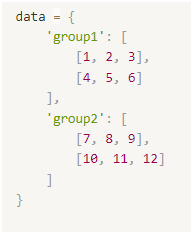 data = {
    'group1': [
        [1, 2, 3],
        [4, 5, 6]
    ],
    'group2': [
        [7, 8, 9],
        [10, 11, 12]
    ]
}